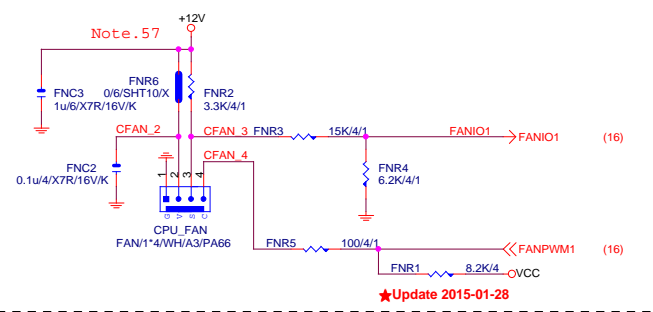 +12V
Note.57
FNR6
0/6/SHT10/X
FNR2
3.3K/4/1
FNC3
1u/6/X7R/16V/K
CFAN_2
CFAN_3
FNR3
15K/4/1
FANIO1
FANIO1
(16)
CFAN_4
FNC2
0.1u/4/X7R/16V/K
FNR4
6.2K/4/1
1
2
3
4
G
V
S
C
CPU_FAN
FAN/1*4/WH/A3/PA66
FNR5
100/4/1
FANPWM1
(16)
FNR1
8.2K/4
VCC
★Update 2015-01-28